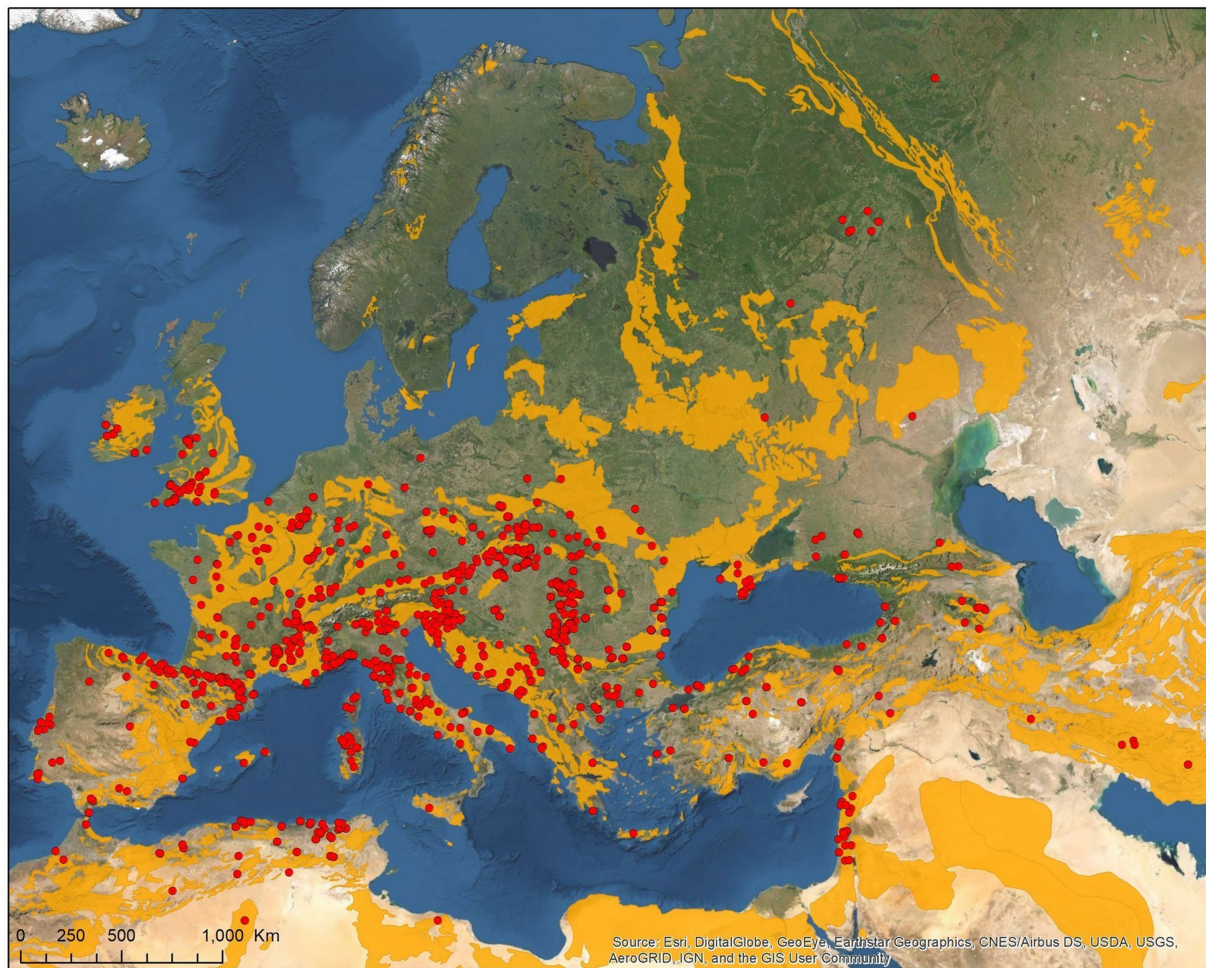 0 250 500 1,000 Km
Source: Esri, DigitalGlobe, GeoEye, Earthstar Geographics, CNES/Airbus DS, USDA, USGS,
AeroGRID, IGN, and the GIS User Community